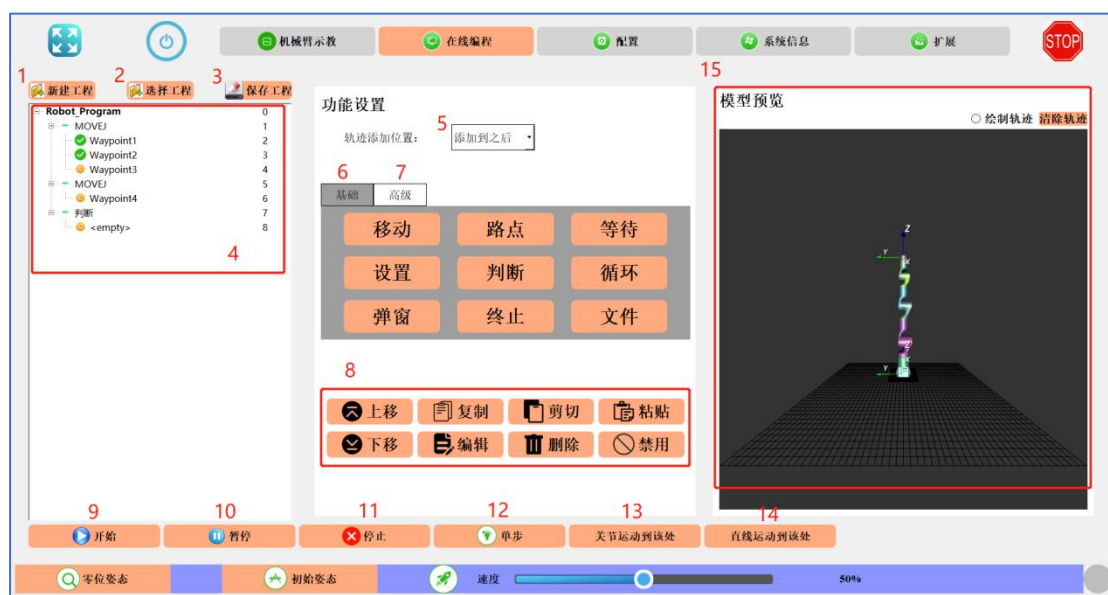 机械臂示教 在线编程 配置 系统信息 扩展 STOP
1 2 3 15
新建工程 选择工程 保存工程
Robot_Program 0
MOVEJ 1
Waypoint1 2
Waypoint2 3
Waypoint3 4
MOVEJ 5
Waypoint4 6
判断 7
<empty> 8
4
功能设置
轨迹添加位置: 5 添加到之后
6 7
基础 高级
移动 路点 等待
设置 判断 循环
弹窗 终止 文件
8
上移 复制 剪切 粘贴
下移 编辑 删除 禁用
模型预览
绘制轨迹 清除轨迹
Z
Y X
Z
Y X
9 10 11 12 13 14
开始 暂停 停止 单步 关节运动到该处 直线运动到该处
零位姿态 初始姿态 速度 50%